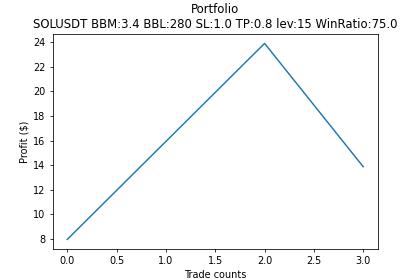 Portfolio
SOLUSDT BBM:3.4 BBL:280 SL:1.0 TP:0.8 lev:15 WinRatio:75.0
24
22
20
18
16
14
12
10
8
Profit ($)
0.0 0.5 1.0 1.5 2.0 2.5 3.0
Trade counts